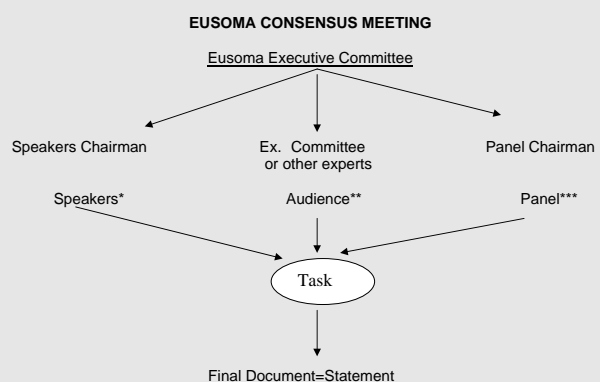 EUSOMA CONSENSUS MEETING
Eusoma Executive Committee
Speakers Chairman
Ex. Committee
or other experts
Panel Chairman
Speakers*
Audience**
Panel***
Task
Final Document=Statement